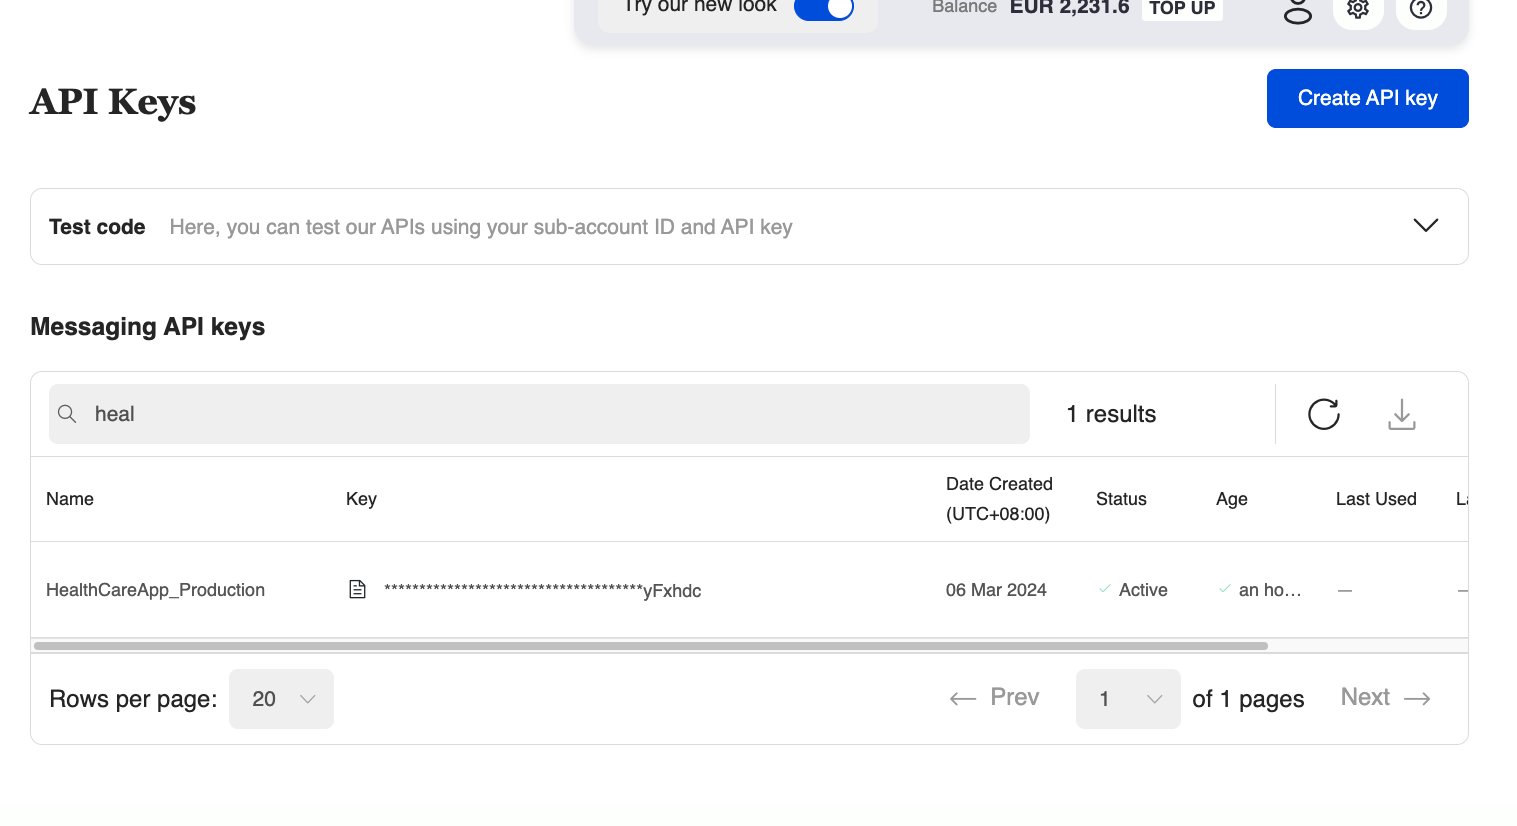 Try our new look
Balance EUR 2,231.6 TOP UP
API Keys
Create API key
Test code Here, you can test our APIs using your sub-account ID and API key
Messaging API keys
heal
1 results
Name Key Date Created (UTC+08:00) Status Age Last Used
HealthCareApp_Production *************************************yFxhdc 06 Mar 2024 Active an ho... —
Rows per page: 20 Prev 1 of 1 pages Next